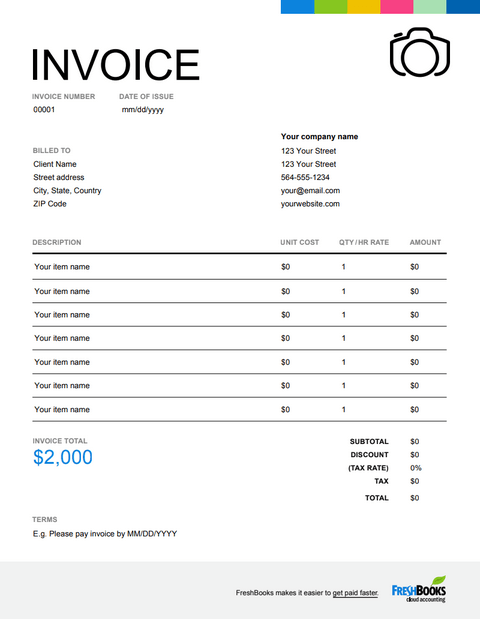 INVOICE
INVOICE NUMBER DATE OF ISSUE
00001 mm/dd/yyyy
Your company name
BILLED TO 123 Your Street
Client Name 123 Your Street
Street address 564-555-1234
City, State, Country your@email.com
ZIP Code yourwebsite.com
DESCRIPTION UNIT COST QTY/HR RATE AMOUNT
Your item name $0 1 $0
Your item name $0 1 $0
Your item name $0 1 $0
Your item name $0 1 $0
Your item name $0 1 $0
Your item name $0 1 $0
Your item name $0 1 $0
INVOICE TOTAL SUBTOTAL $0
$2,000 DISCOUNT $0
(TAX RATE) 0%
TAX $0
TOTAL $0
TERMS
E.g. Please pay invoice by MM/DD/YYYY
FreshBooks makes it easier to get paid faster.
FRESHBOOKS
cloud accounting